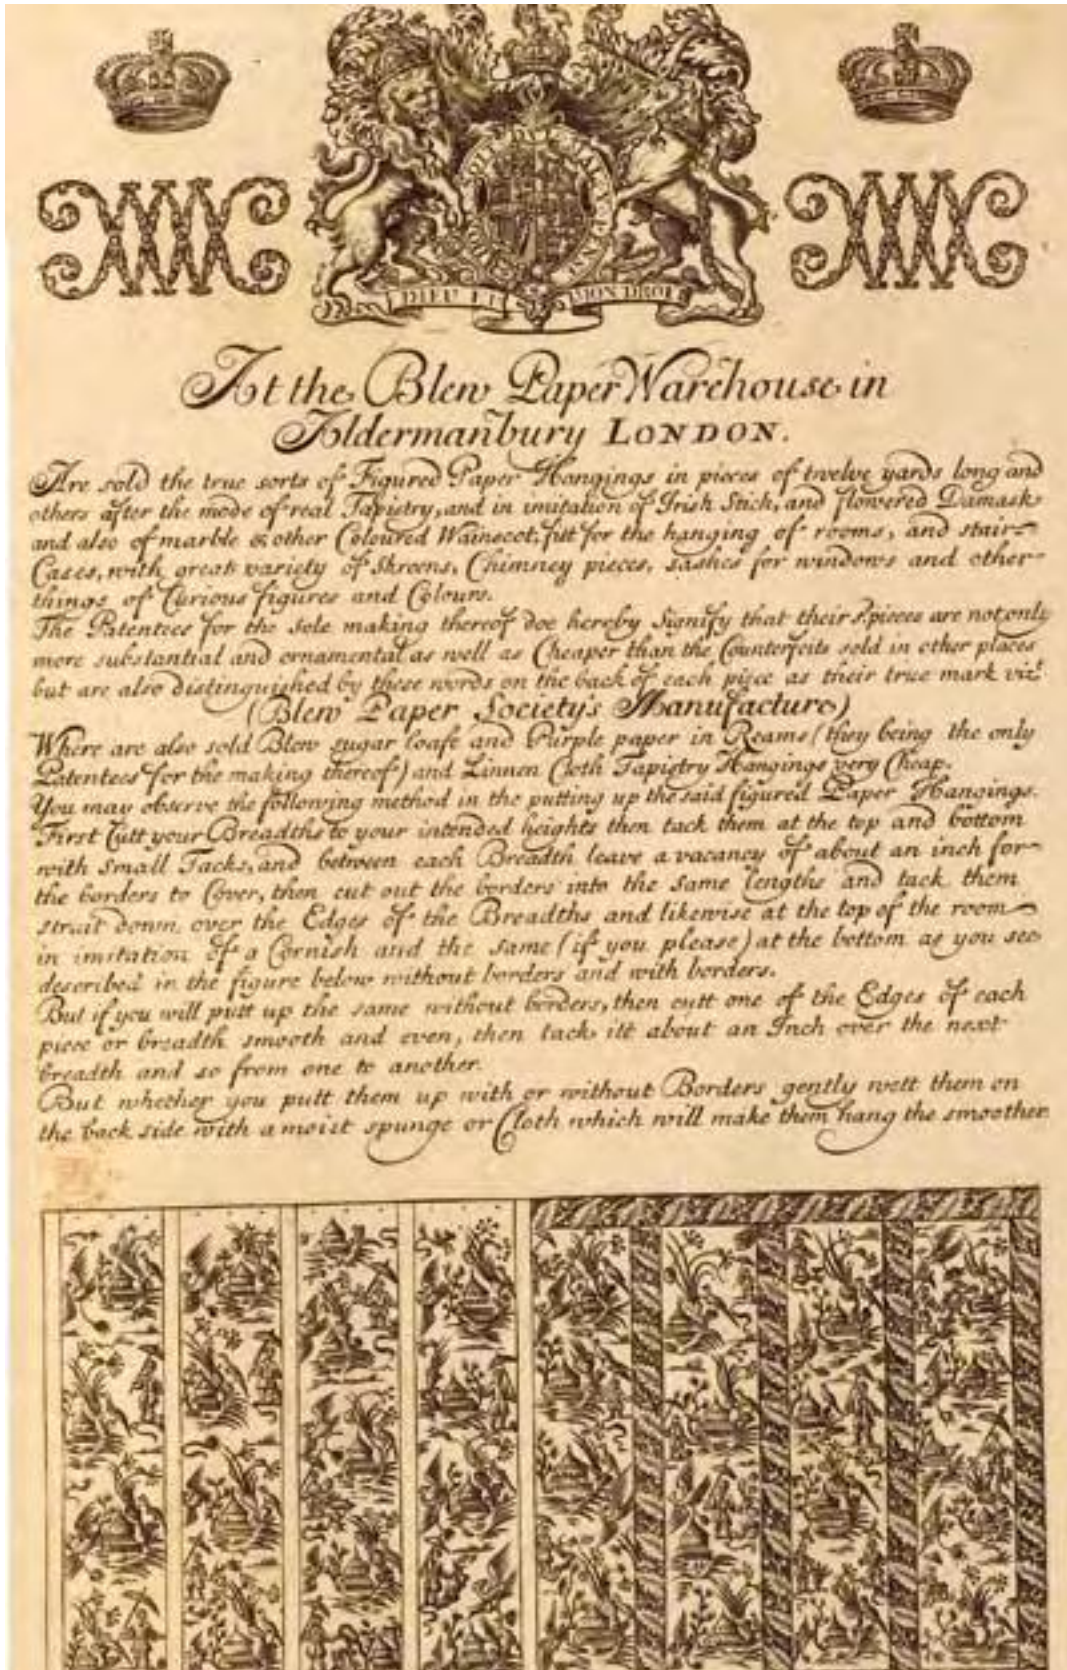 HONI SOIT QUI MAL Y PENSE
DIEU ET MON DROIT
At the Blew Paper Warehouse in
Aldermanbury LONDON.
Are sold the true sorts of Figured Paper Hangings in pieces of twelve yards long and
others after the mode of real Tapistry, and in imitation of Irish Stich, and flowered Damask
and also of marble & other Coloured Wainscot, fitt for the hanging of rooms, and stair-
Cases, with great variety of Skreens, Chimney pieces, sashes for windows and other
things of Curious figures and Colours.
The Patentees for the sole making thereof doe hereby Signify that their pieces are not only
more substantial and ornamental as well as Cheaper than the Counterfeits sold in other places
but are also distinguished by these words on the back of each piece as their true mark vizt
(Blew Paper Society's Manufacture)
Where are also sold Blew sugar loafe and Purple paper in Reams (they being the only
Patentees for the making thereof) and Linnen Cloth Tapistry Hangings very Cheap.
You may observe the following method in the putting up the said figured Paper Hangings.
First Cutt your Breadths to your intended heights then tack them at the top and bottom
with Small Tacks, and between each Breadth leave a vacancy of about an inch for
the borders to Cover, then cut out the borders into the same lengths and tack them
strait down over the Edges of the Breadths and likewise at the top of the room
in imitation of a Cornish and the same (if you please) at the bottom as you see
described in the figure below without borders and with borders.
But if you will putt up the same without borders, then cutt one of the Edges of each
piece or breadth smooth and even, then tack itt about an Inch over the next
breadth and so from one to another.
But whether you putt them up with or without Borders gently wett them on
the back side with a moist spunge or Cloth which will make them hang the smoother